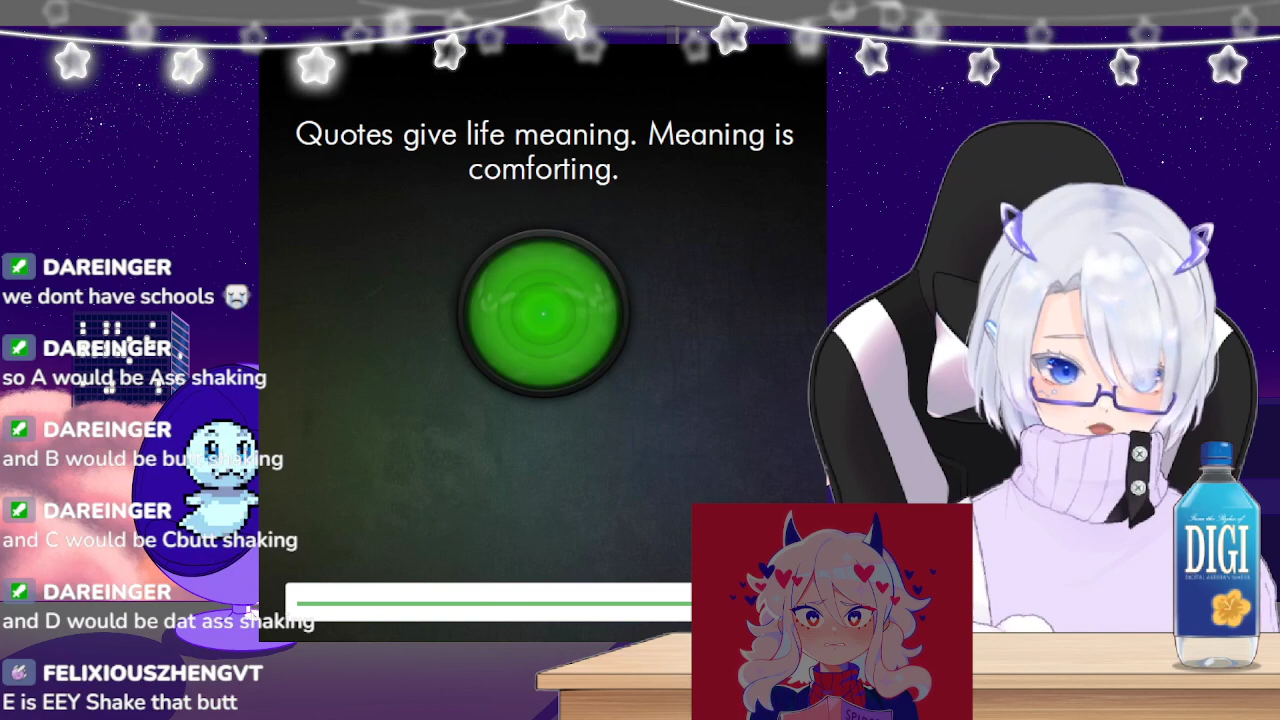 Quotes give life meaning. Meaning is
comforting.
DAREINGER
we dont have schools
DAREINGER
so A would be Ass shaking
DAREINGER
and B would be butt shaking
DAREINGER
and C would be Cbutt shaking
DAREINGER
and D would be dat ass shaking
FELIXIOUSZHENGVT
E is EEY Shake that butt
DIGI